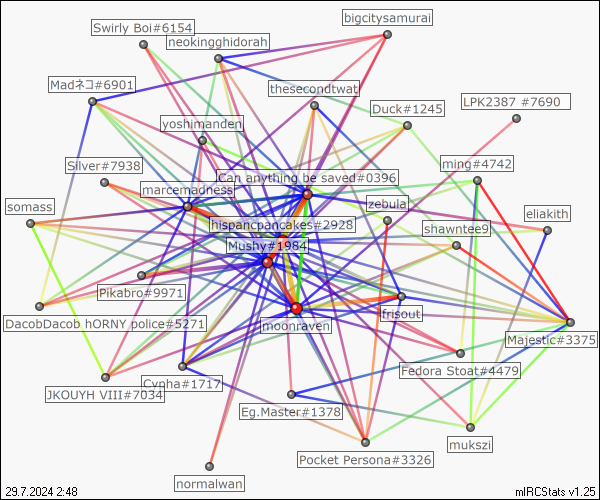 bigcitysamurai
Swirly Boi#6154
neokingghidorah
Madネコ#6901
thesecondtwat
LPK2387 #7690
Duck#1245
yoshimanden
ming#4742
Silver#7938
Can anything be saved#0396
marcemadness
zebula
somass
eliakith
hispancpancakes#2928
shawntee9
Mushy#1984
Pikabro#9971
frisout
DacobDacob hORNY police#5271
moonraven
Majestic#3375
Fedora Stoat#4479
Cypha#1717
JKOUYH VIII#7034
Eg.Master#1378
mukszi
Pocket Persona#3326
normalwan
29.7.2024 2:48
mIRCStats v1.25